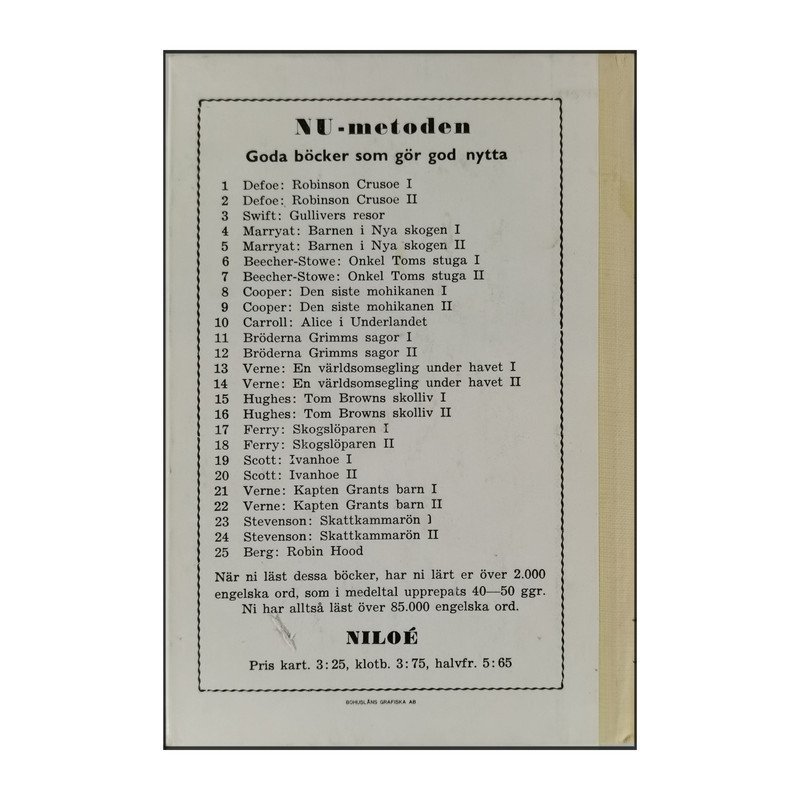 NU-metoden
Goda böcker som gör god nytta
1 Defoe: Robinson Crusoe I
2 Defoe: Robinson Crusoe II
3 Swift: Gullivers resor
4 Marryat: Barnen i Nya skogen I
5 Marryat: Barnen i Nya skogen II
6 Beecher-Stowe: Onkel Toms stuga I
7 Beecher-Stowe: Onkel Toms stuga II
8 Cooper: Den siste mohikanen I
9 Cooper: Den siste mohikanen II
10 Carroll: Alice i Underlandet
11 Bröderna Grimms sagor I
12 Bröderna Grimms sagor II
13 Verne: En världsomsegling under havet I
14 Verne: En världsomsegling under havet II
15 Hughes: Tom Browns skolliv I
16 Hughes: Tom Browns skolliv II
17 Ferry: Skogslöparen I
18 Ferry: Skogslöparen II
19 Scott: Ivanhoe I
20 Scott: Ivanhoe II
21 Verne: Kapten Grants barn I
22 Verne: Kapten Grants barn II
23 Stevenson: Skattkammarön I
24 Stevenson: Skattkammarön II
25 Berg: Robin Hood
När ni läst dessa böcker, har ni lärt er över 2.000
engelska ord, som i medeltal upprepats 40—50 ggr.
Ni har alltså läst över 85.000 engelska ord.
NILOÉ
Pris kart. 3:25, klotb. 3:75, halvfr. 5:65
BOHUSLÄNS GRAFISKA AB